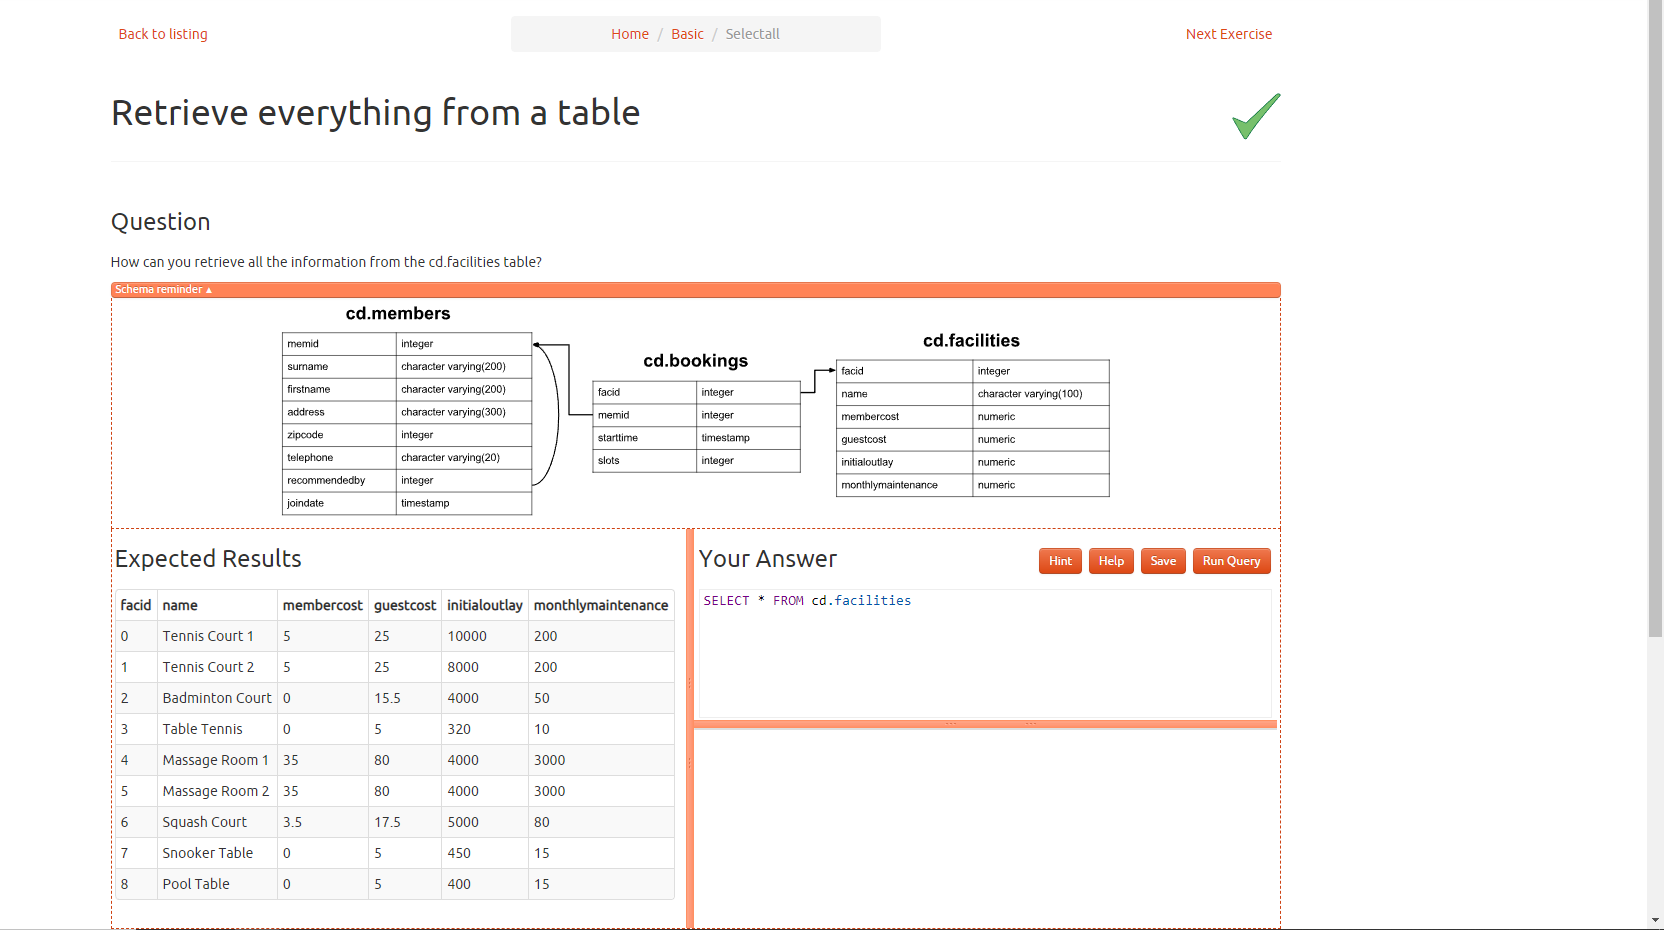 Back to listing
Home / Basic / Selectall
Next Exercise
Retrieve everything from a table
Question
How can you retrieve all the information from the cd.facilities table?
Schema reminder ▴
cd.members
memid integer
surname character varying(200)
firstname character varying(200)
address character varying(300)
zipcode integer
telephone character varying(20)
recommendedby integer
joindate timestamp
cd.bookings
facid integer
memid integer
starttime timestamp
slots integer
cd.facilities
facid integer
name character varying(100)
membercost numeric
guestcost numeric
initialoutlay numeric
monthlymaintenance numeric
Expected Results
facid name membercost guestcost initialoutlay monthlymaintenance
0 Tennis Court 1 5 25 10000 200
1 Tennis Court 2 5 25 8000 200
2 Badminton Court 0 15.5 4000 50
3 Table Tennis 0 5 320 10
4 Massage Room 1 35 80 4000 3000
5 Massage Room 2 35 80 4000 3000
6 Squash Court 3.5 17.5 5000 80
7 Snooker Table 0 5 450 15
8 Pool Table 0 5 400 15
Your Answer
Hint Help Save Run Query
SELECT * FROM cd.facilities